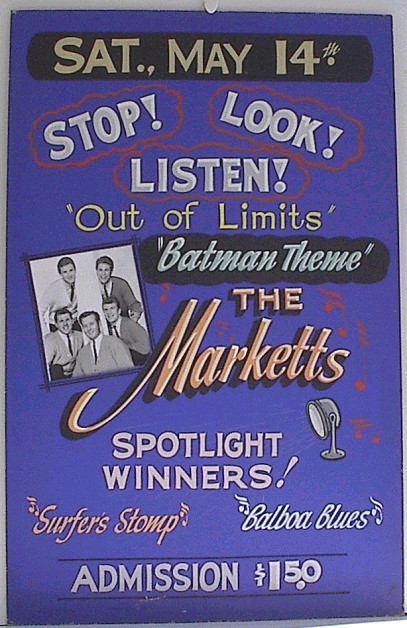 SAT., MAY 14th.
STOP! LOOK!
LISTEN!
"Out of Limits"
"Batman Theme"
THE
Marketts
SPOTLIGHT
WINNERS!
"Surfer's Stomp" "Balboa Blues"
ADMISSION $1.50